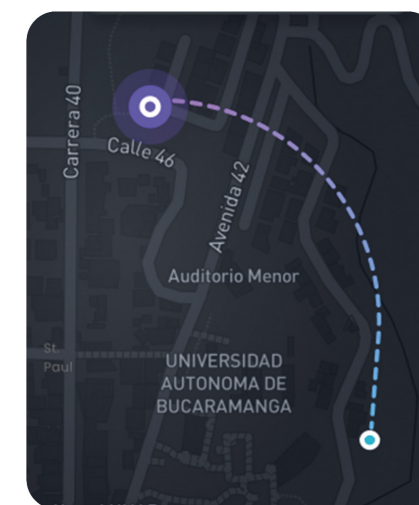 Carrera 40
Calle 46
Avenida 42
Auditorio Menor
St.
Paul
UNIVERSIDAD
AUTONOMA DE
BUCARAMANGA